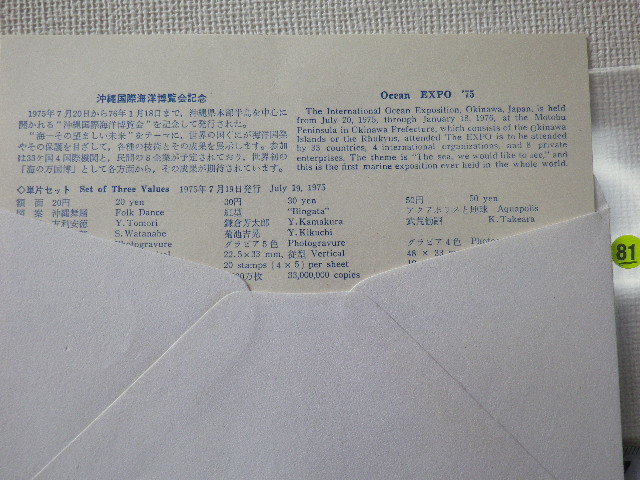 沖縄国際海洋博覧会記念
1975年7月20日から76年1月18日まで、沖縄県本部半島を中心に
開かれる“沖縄国際海洋博覧会”を記念して発行された。
“海－その望ましい未来”をテーマに、世界の国ぐにが海洋開発
やその保護を目ざして、各種の技術とその成果を展示します。参加
は33ヶ国4国際機関と、民間の8企業が予定されており、世界初の
「海の万国博」として各方面から、その成果が期待されています。
Ocean EXPO '75
The International Ocean Exposition, Okinawa, Japan, is held
from July 20, 1975, through January 18, 1976, at the Motobu
Peninsula in Okinawa Prefecture, which consists of the Okinawa
Islands or the Rhukyus, attended The EXPO is to be attended
by 33 countries, 4 international organizations, and 8 private
enterprises. The theme is "The sea, we would like to see," and
this is the first marine exposition ever held in the whole world.
◇単片セット Set of Three Values 1975年7月19日発行 July 19, 1975
額面 20円 20 yen 30円 30 yen 50円 50 yen
図案 沖縄舞踊 Folk Dance 紅型 "Bingata" アクアポリスと地球 Aquapolis
Y. Tomori 鎌倉芳太郎 Y. Kamakura K. Takeara
S. Watanabe 菊池吉晃 Y. Kikuchi
Photogravure グラビア5色 Photogravure グラビア4色
22.5×33 mm, 縦型 Vertical 48 × 33
20 stamps (4×5) per sheet
万枚 33,000,000 copies
81